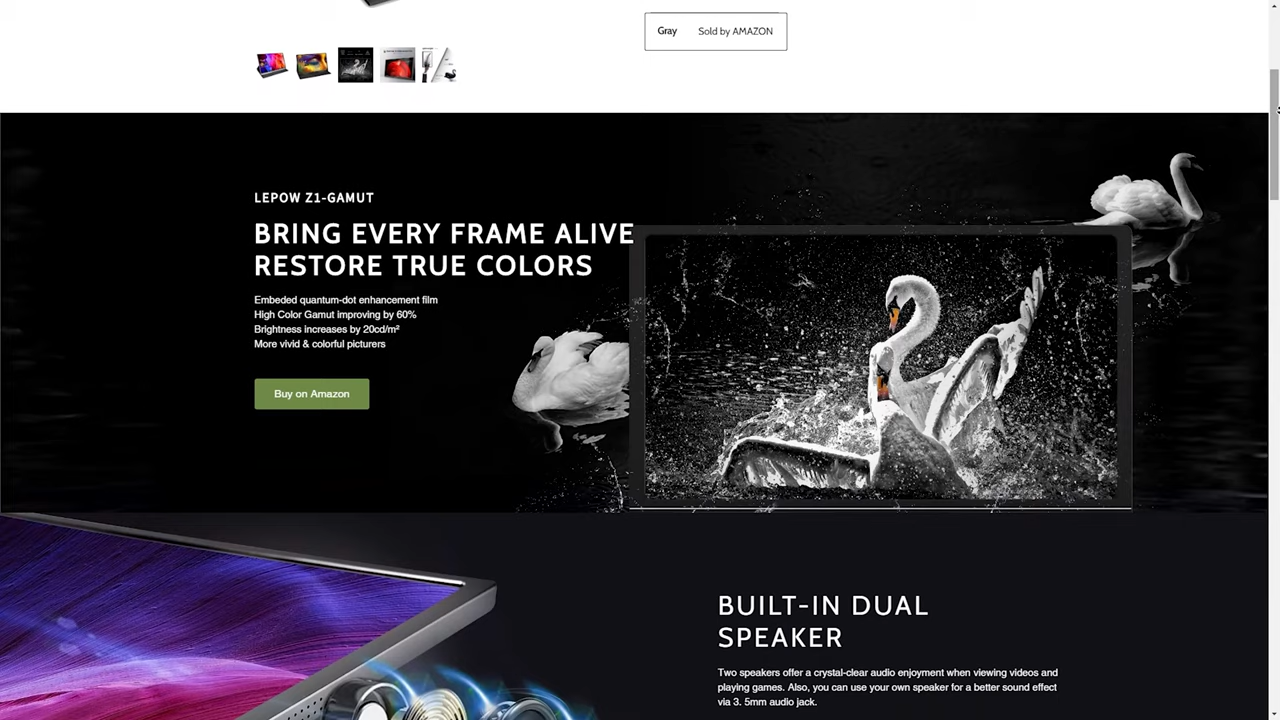 Gray Sold by AMAZON
LEPOW Z1-GAMUT
BRING EVERY FRAME ALIVE
RESTORE TRUE COLORS
Embeded quantum-dot enhancement film
High Color Gamut improving by 60%
Brightness increases by 20cd/m²
More vivid & colorful picturers
Buy on Amazon
BUILT-IN DUAL
SPEAKER
Two speakers offer a crystal-clear audio enjoyment when viewing videos and
playing games. Also, you can use your own speaker for a better sound effect
via 3. 5mm audio jack.